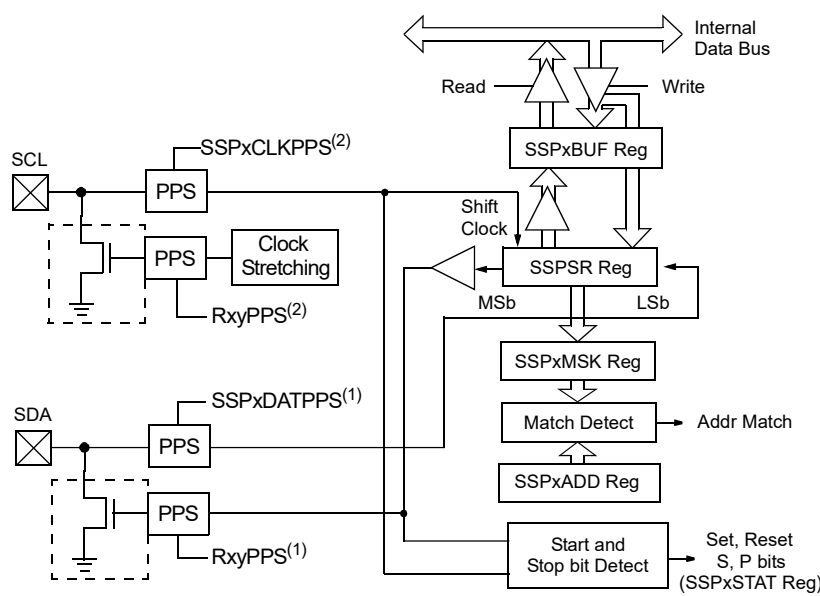 Internal
Data Bus
Read
Write
SSPxBUF Reg
SSPxCLKPPS(2)
SCL
PPS
Shift
Clock
PPS
Clock
Stretching
SSPSR Reg
MSb
LSb
RxyPPS(2)
SSPxMSK Reg
SSPxDATPPS(1)
SDA
PPS
Match Detect
Addr Match
SSPxADD Reg
PPS
RxyPPS(1)
Start and
Stop bit Detect
Set, Reset
S, P bits
(SSPxSTAT Reg)